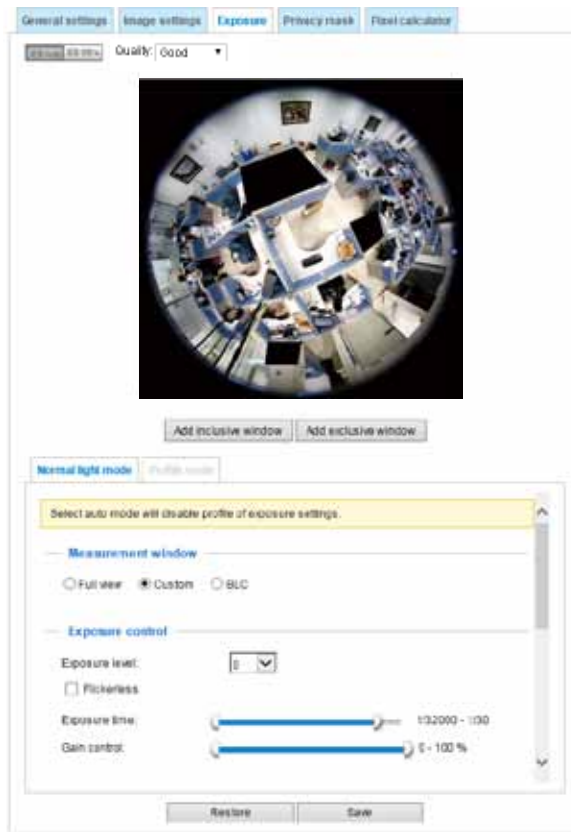 General settings Image settings Exposure Privacy mask Pixel calculator
Quality: Good
Add inclusive window Add exclusive window
Normal light mode Profile mode
Select auto mode will disable profile of exposure settings.
Measurement window
Full view Custom BLC
Exposure control
Exposure level: 0
Flickerless
Exposure time: 1/32000 - 1/30
Gain control: 0 - 100 %
Restore Save